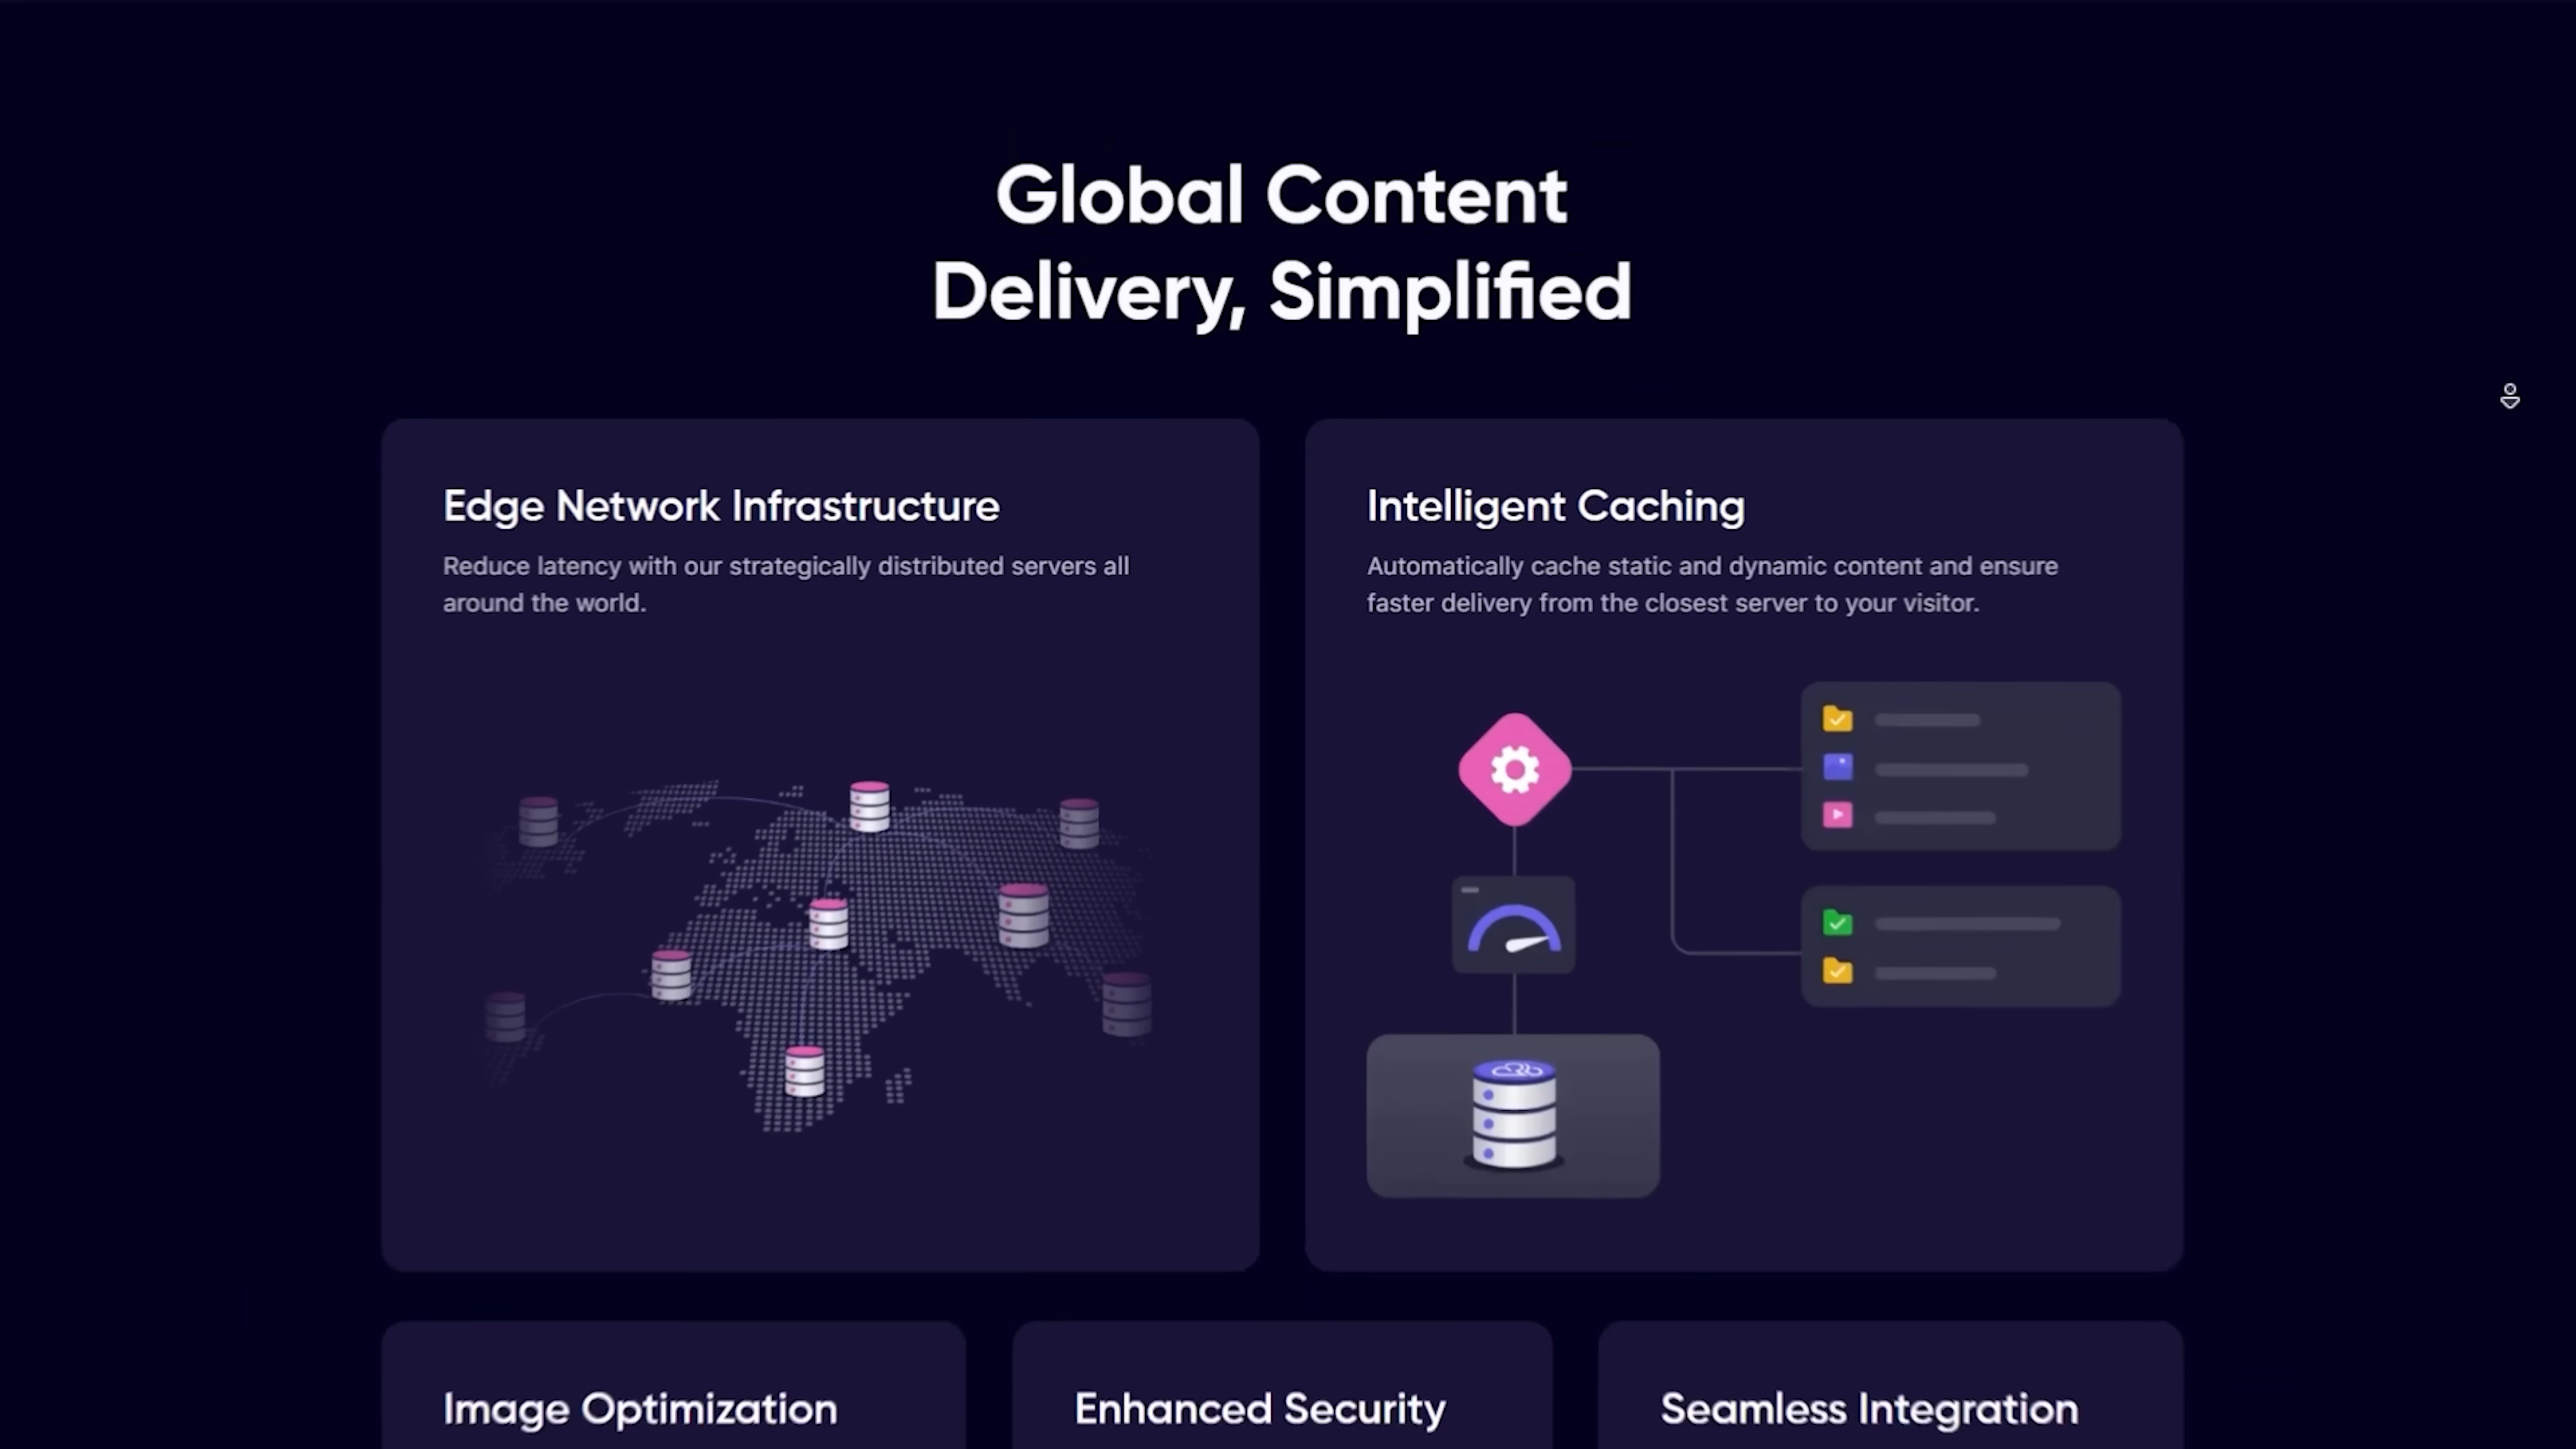 Global Content
Delivery, Simplified
Edge Network Infrastructure
Reduce latency with our strategically distributed servers all
around the world.
Intelligent Caching
Automatically cache static and dynamic content and ensure
faster delivery from the closest server to your visitor.
Image Optimization
Enhanced Security
Seamless Integration